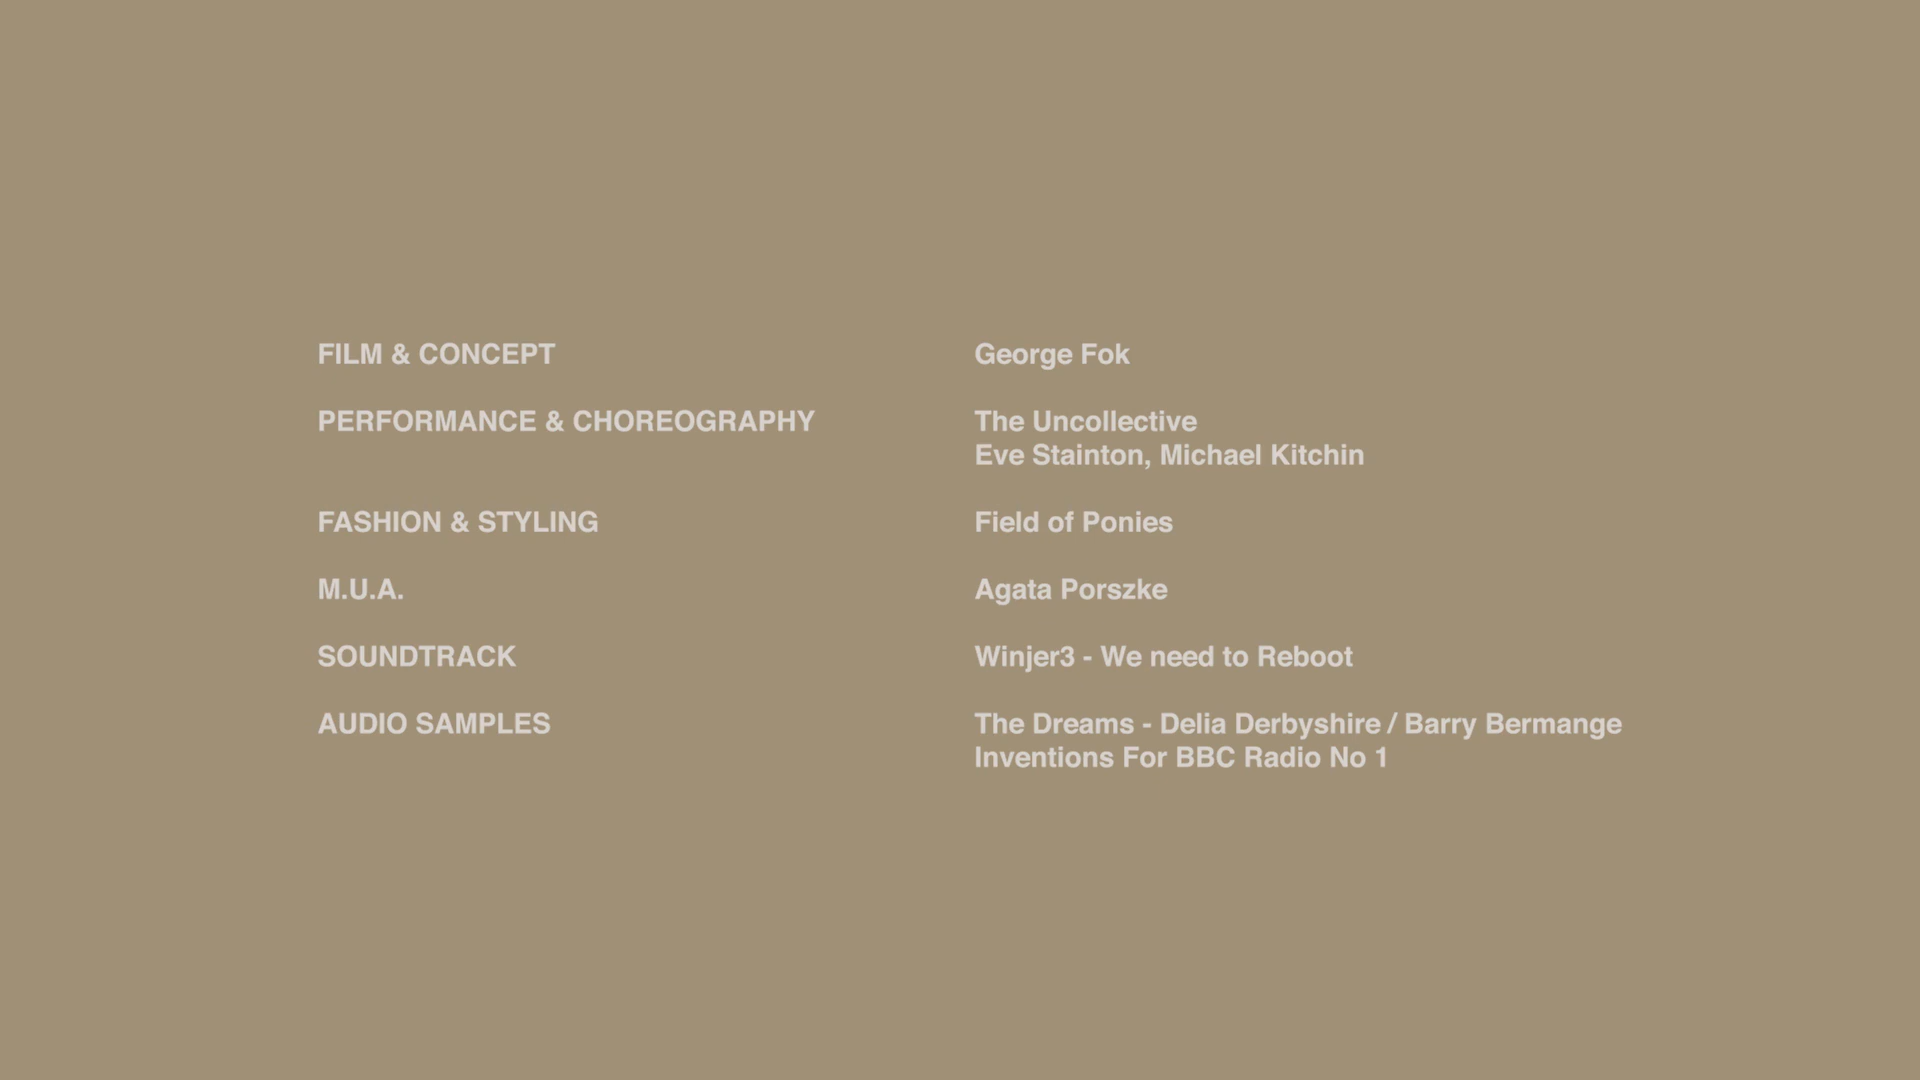 FILM & CONCEPT George Fok
PERFORMANCE & CHOREOGRAPHY The Uncollective
Eve Stainton, Michael Kitchin
FASHION & STYLING Field of Ponies
M.U.A. Agata Porszke
SOUNDTRACK Winjer3 - We need to Reboot
AUDIO SAMPLES The Dreams - Delia Derbyshire / Barry Bermange
Inventions For BBC Radio No 1